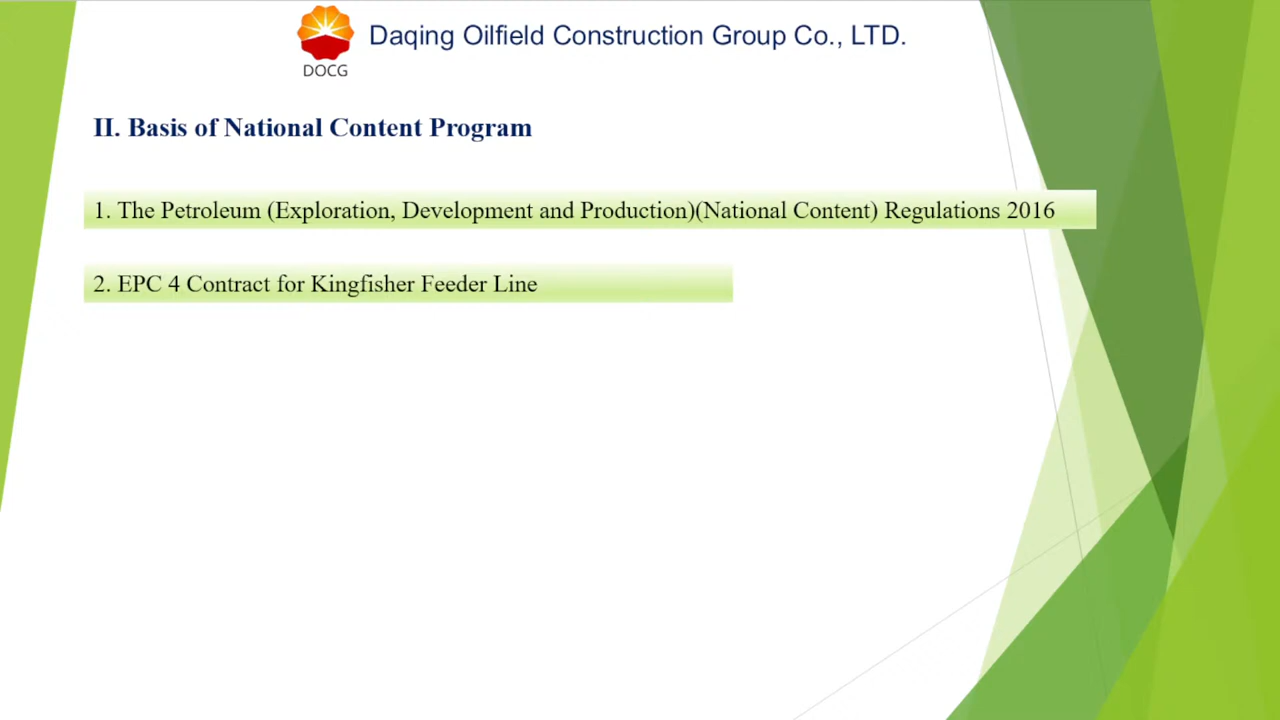 Daqing Oilfield Construction Group Co., LTD.
DOCG
II. Basis of National Content Program
1. The Petroleum (Exploration, Development and Production)(National Content) Regulations 2016
2. EPC 4 Contract for Kingfisher Feeder Line